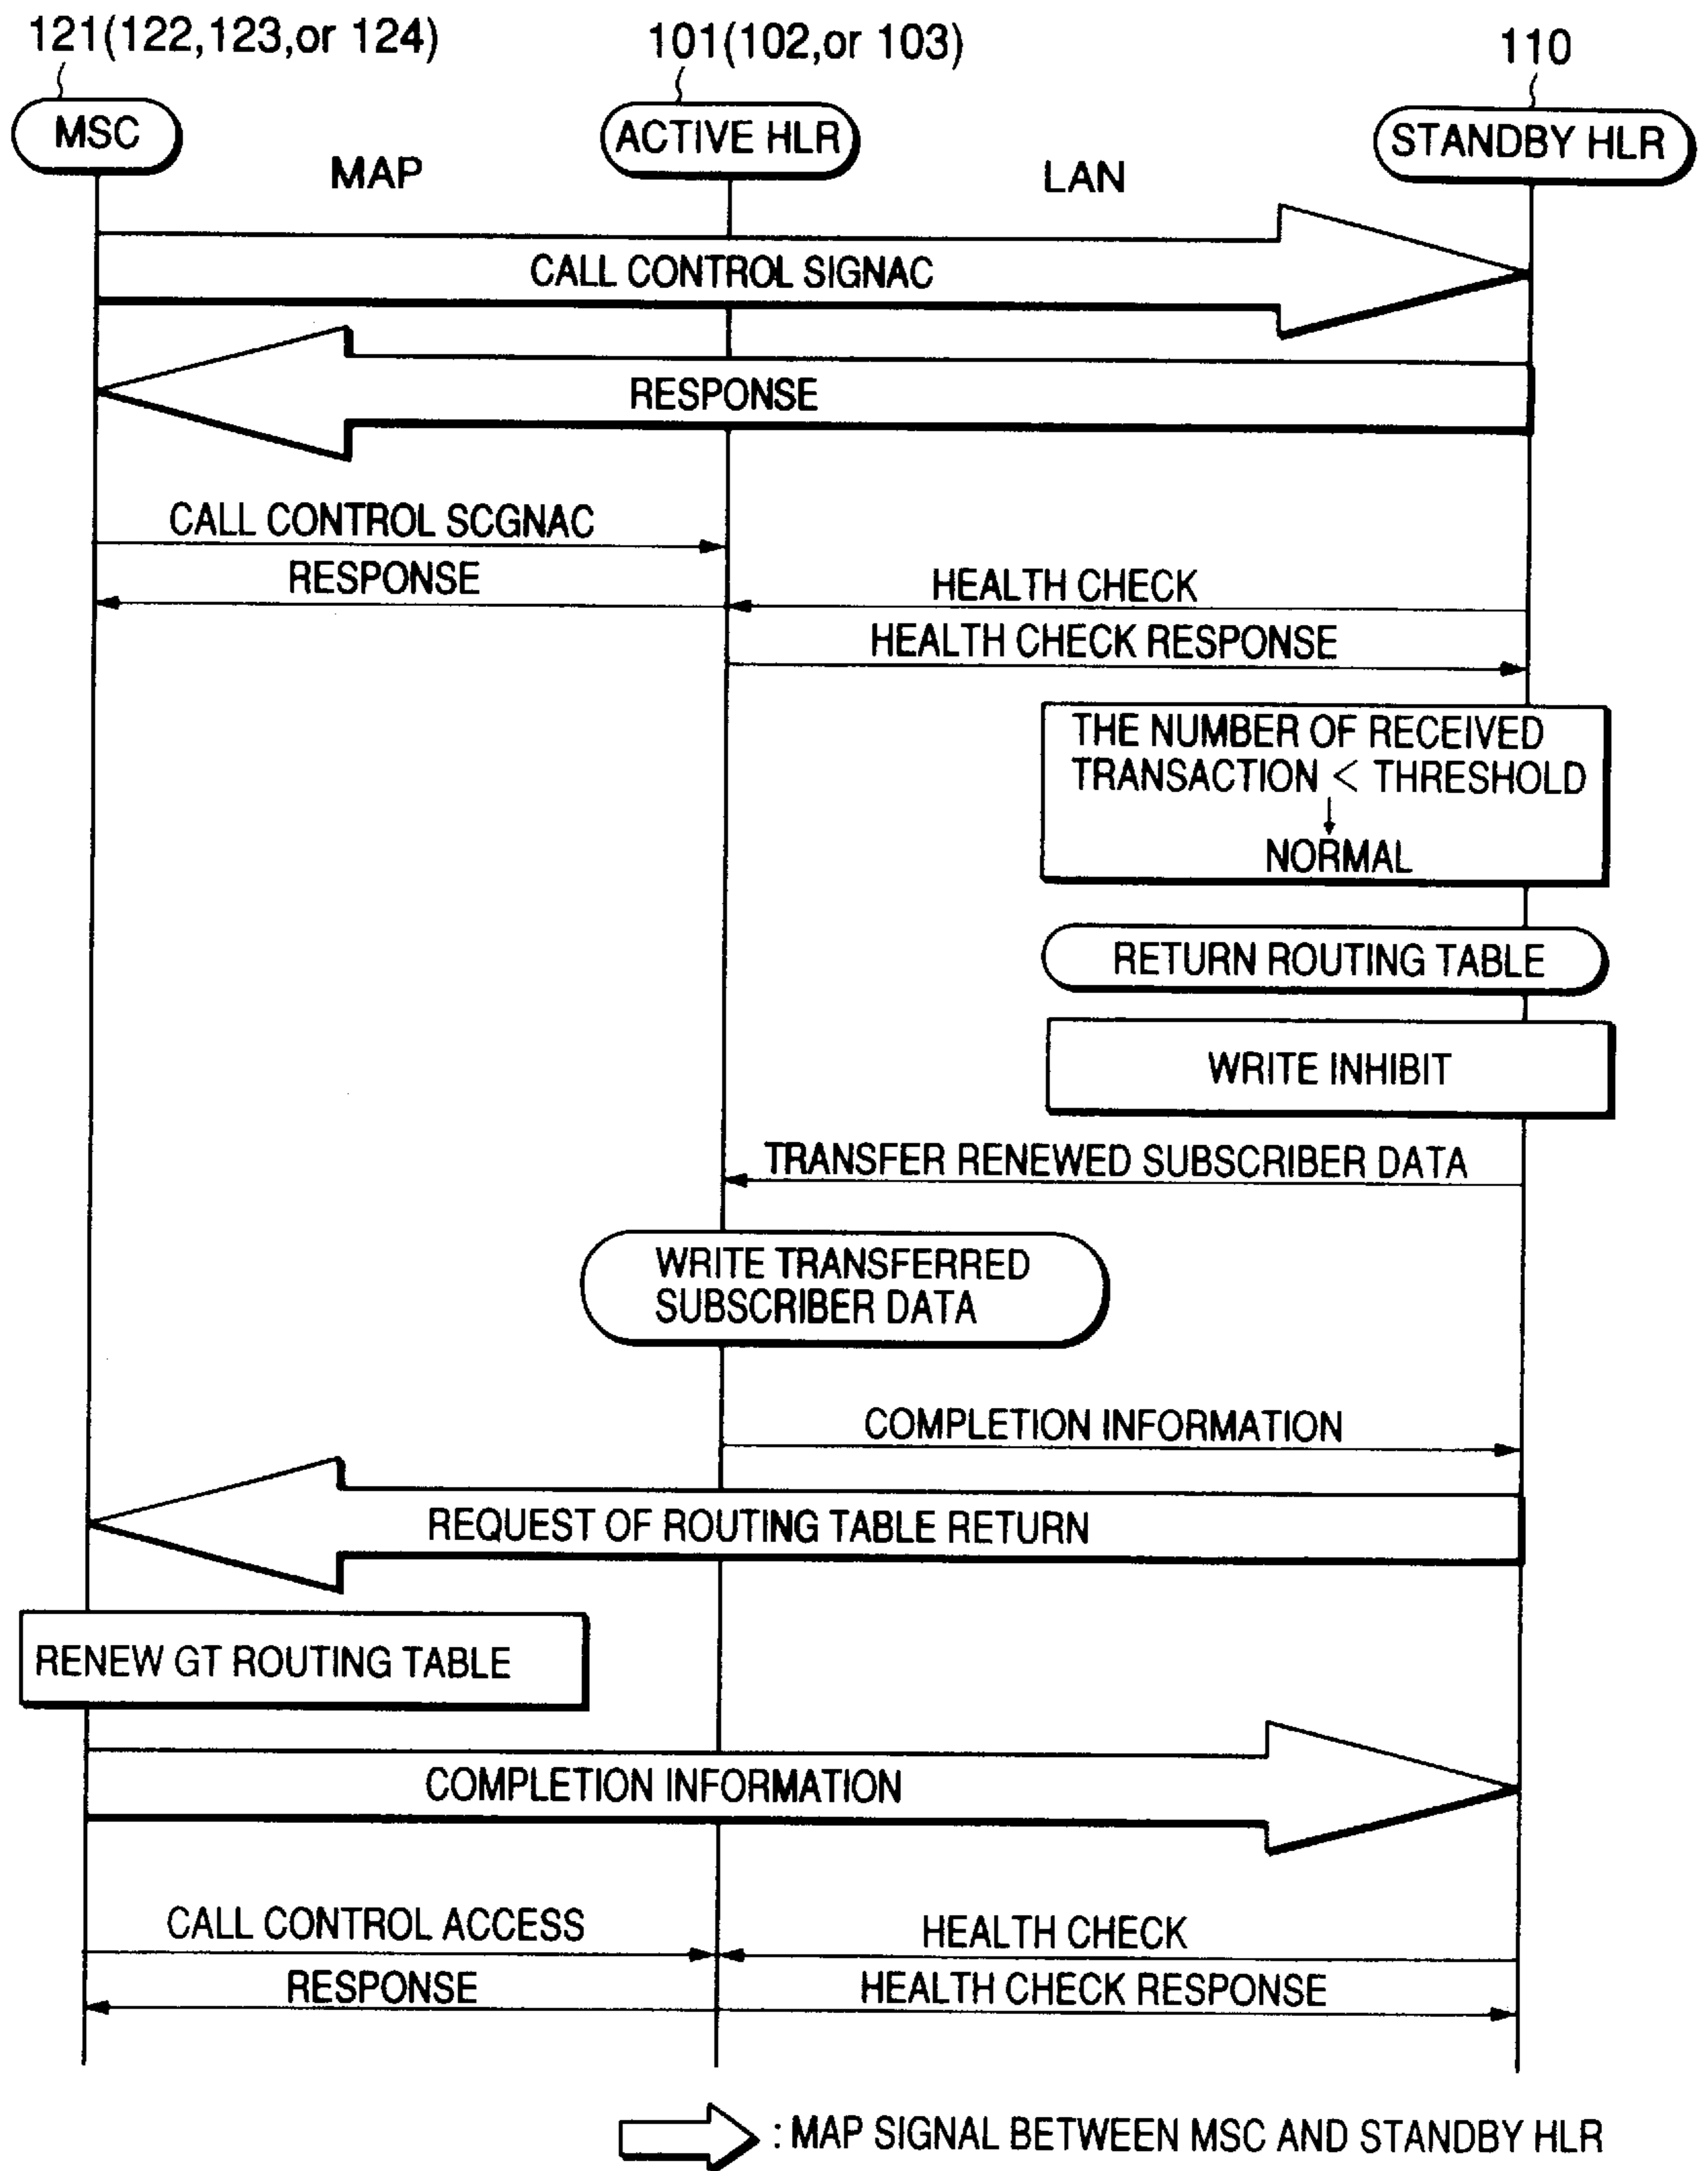 121(122,123,or 124)
101(102,or 103)
110
MSC
ACTIVE HLR
STANDBY HLR
MAP
LAN
CALL CONTROL SIGNAC
RESPONSE
CALL CONTROL SCGNAC
RESPONSE
HEALTH CHECK
HEALTH CHECK RESPONSE
THE NUMBER OF RECEIVED
TRANSACTION < THRESHOLD
NORMAL
RETURN ROUTING TABLE
WRITE INHIBIT
TRANSFER RENEWED SUBSCRIBER DATA
WRITE TRANSFERRED
SUBSCRIBER DATA
COMPLETION INFORMATION
REQUEST OF ROUTING TABLE RETURN
RENEW GT ROUTING TABLE
COMPLETION INFORMATION
CALL CONTROL ACCESS
HEALTH CHECK
RESPONSE
HEALTH CHECK RESPONSE
: MAP SIGNAL BETWEEN MSC AND STANDBY HLR